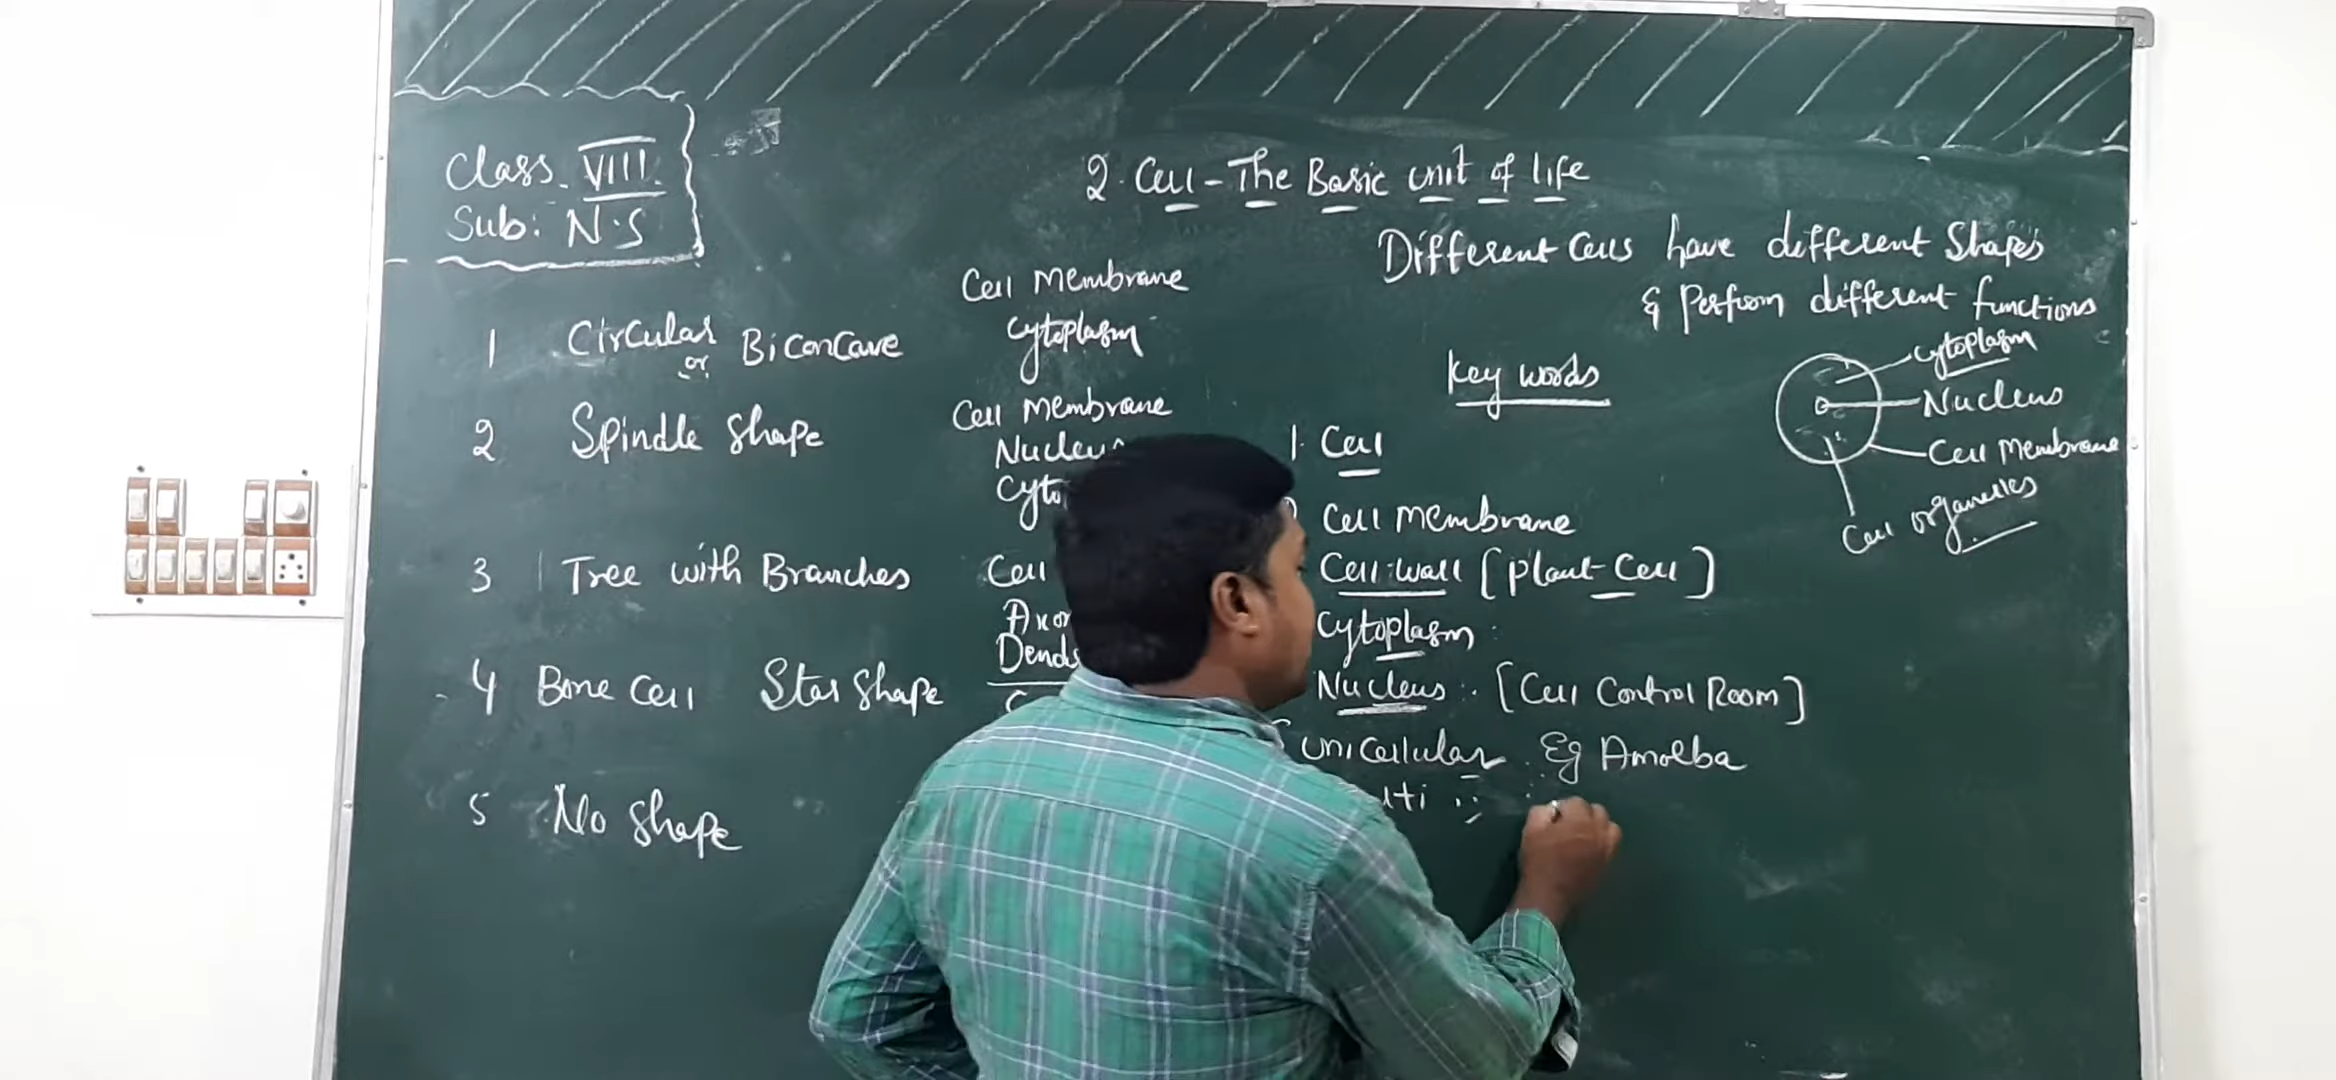 Class VIII
Sub: N.S
2. Cell - The Basic unit of life
Different Cells have different Shapes
& Perform different functions
1 Circular or Biconcave
Cell Membrane
Cytoplasm
2 Spindle Shape
Cell Membrane
Nucleus
Cyto
3 Tree with Branches
Cell
Axon
4 Bone Cell Star Shape
5 No Shape
Key words
1. Cell
Cell Membrane
Cell wall [Plant Cell]
Cytoplasm
Nucleus [Cell Control Room]
Unicellular Eg Amoeba
Cytoplasm
Nucleus
Cell Membrane
Cell organelles